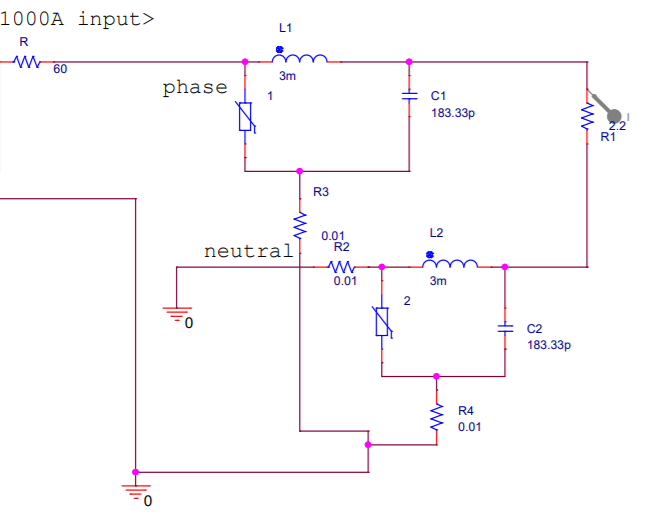 1000A input>
R
60
L1
3m
phase
1
C1
183.33p
2.2
R1
R3
0.01
neutral
R2
0.01
L2
3m
0
2
C2
183.33p
R4
0.01
0